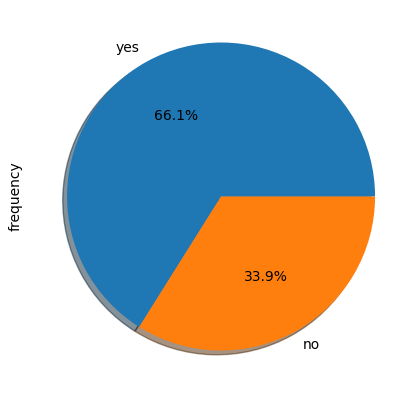 yes
66.1%
frequency
33.9%
no